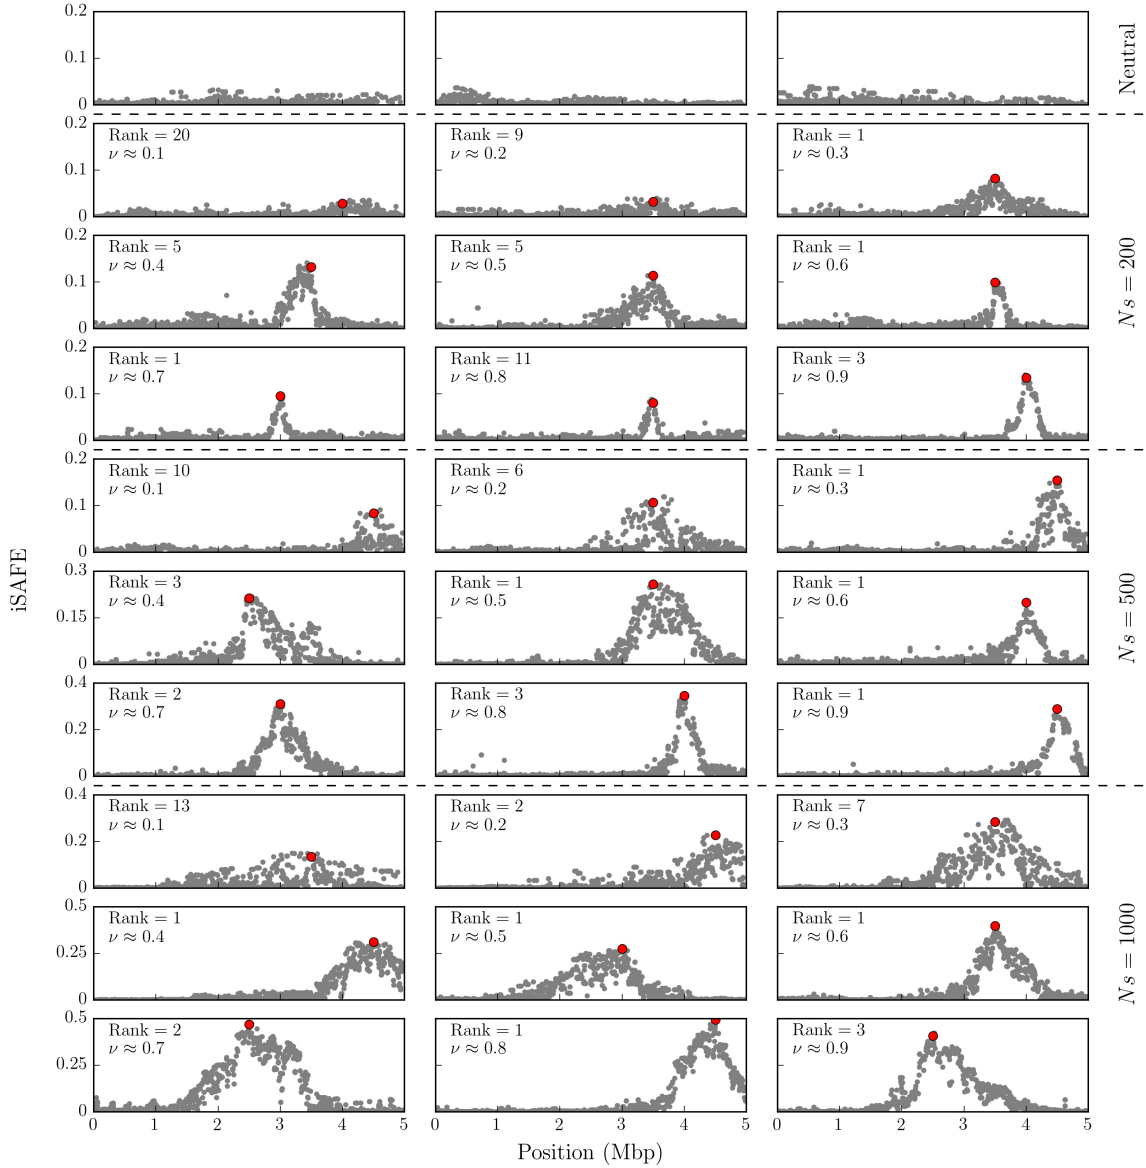 0.2
0.1
0
Neutral
0.2
0.1
0
Rank = 20
ν ≈ 0.1
Rank = 9
ν ≈ 0.2
Rank = 1
ν ≈ 0.3
0.2
0.1
0
Rank = 5
ν ≈ 0.4
Rank = 5
ν ≈ 0.5
Rank = 1
ν ≈ 0.6
Ns = 200
0.2
0.1
0
Rank = 1
ν ≈ 0.7
Rank = 11
ν ≈ 0.8
Rank = 3
ν ≈ 0.9
0.2
0.1
0
Rank = 10
ν ≈ 0.1
Rank = 6
ν ≈ 0.2
Rank = 1
ν ≈ 0.3
iSAFE
0.3
0.15
0
Rank = 3
ν ≈ 0.4
Rank = 1
ν ≈ 0.5
Rank = 1
ν ≈ 0.6
Ns = 500
0.4
0.2
0
Rank = 2
ν ≈ 0.7
Rank = 3
ν ≈ 0.8
Rank = 1
ν ≈ 0.9
0.4
0.2
0
Rank = 13
ν ≈ 0.1
Rank = 2
ν ≈ 0.2
Rank = 7
ν ≈ 0.3
0.5
0.25
0
Rank = 1
ν ≈ 0.4
Rank = 1
ν ≈ 0.5
Rank = 1
ν ≈ 0.6
Ns = 1000
0.5
0.25
0
Rank = 2
ν ≈ 0.7
Rank = 1
ν ≈ 0.8
Rank = 3
ν ≈ 0.9
0 1 2 3 4 5
0 1 2 3 4 5
0 1 2 3 4 5
Position (Mbp)